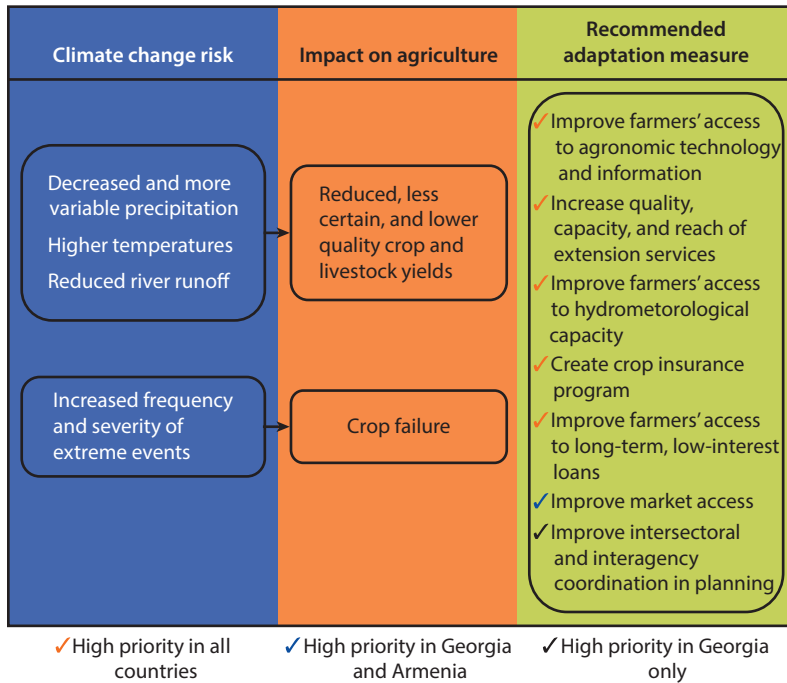 Climate change risk
Impact on agriculture
Recommended
adaptation measure
Decreased and more
variable precipitation
Higher temperatures
Reduced river runoff
Reduced, less
certain, and lower
quality crop and
livestock yields
Increased frequency
and severity of
extreme events
Crop failure
✓Improve farmers’ access
to agronomic technology
and information
✓Increase quality,
capacity, and reach of
extension services
✓Improve farmers’ access
to hydrometorological
capacity
✓Create crop insurance
program
✓Improve farmers’ access
to long-term, low-interest
loans
✓Improve market access
✓Improve intersectoral
and interagency
coordination in planning
✓High priority in all
countries
✓High priority in Georgia
and Armenia
✓High priority in Georgia
only